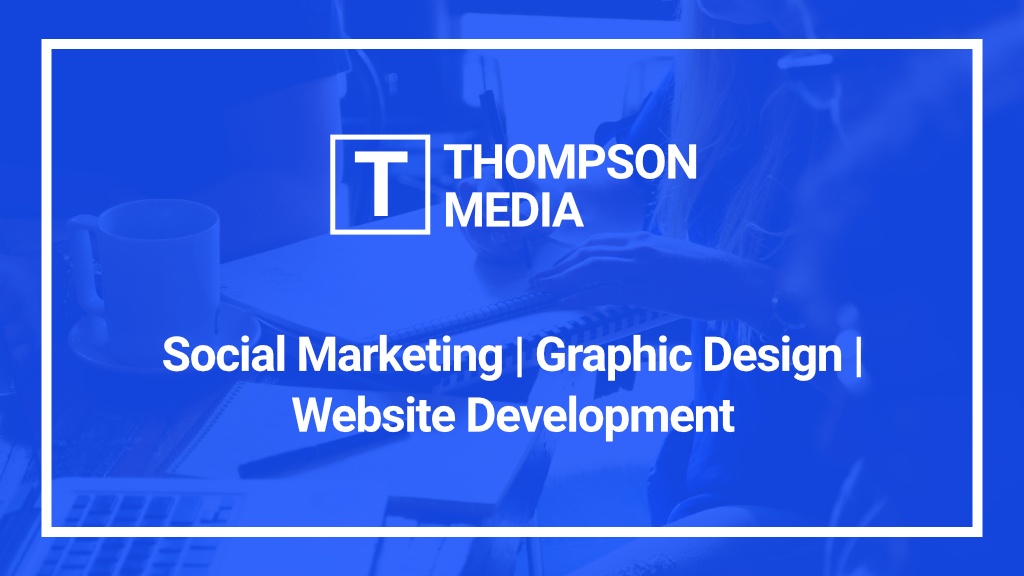 T
THOMPSON
MEDIA
Social Marketing | Graphic Design |
Website Development